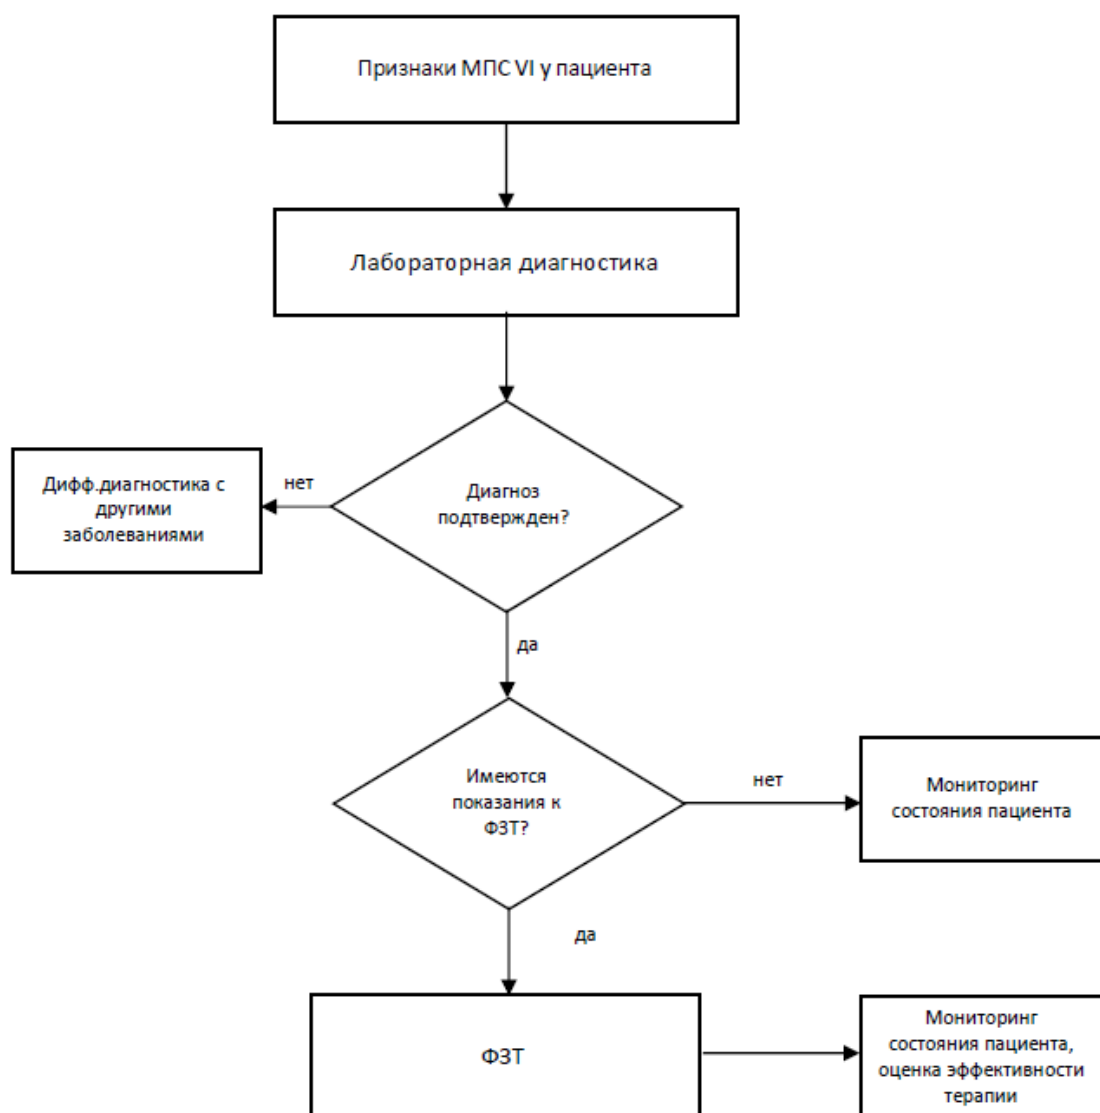 Признаки МПС VI у пациента
Лабораторная диагностика
Диагноз
подтвержден?
нет
Дифф.диагностика с
другими
заболеваниями
да
Имеются
показания к
ФЗТ?
нет
Мониторинг
состояния пациента
да
ФЗТ
Мониторинг
состояния пациента,
оценка эффективности
терапии